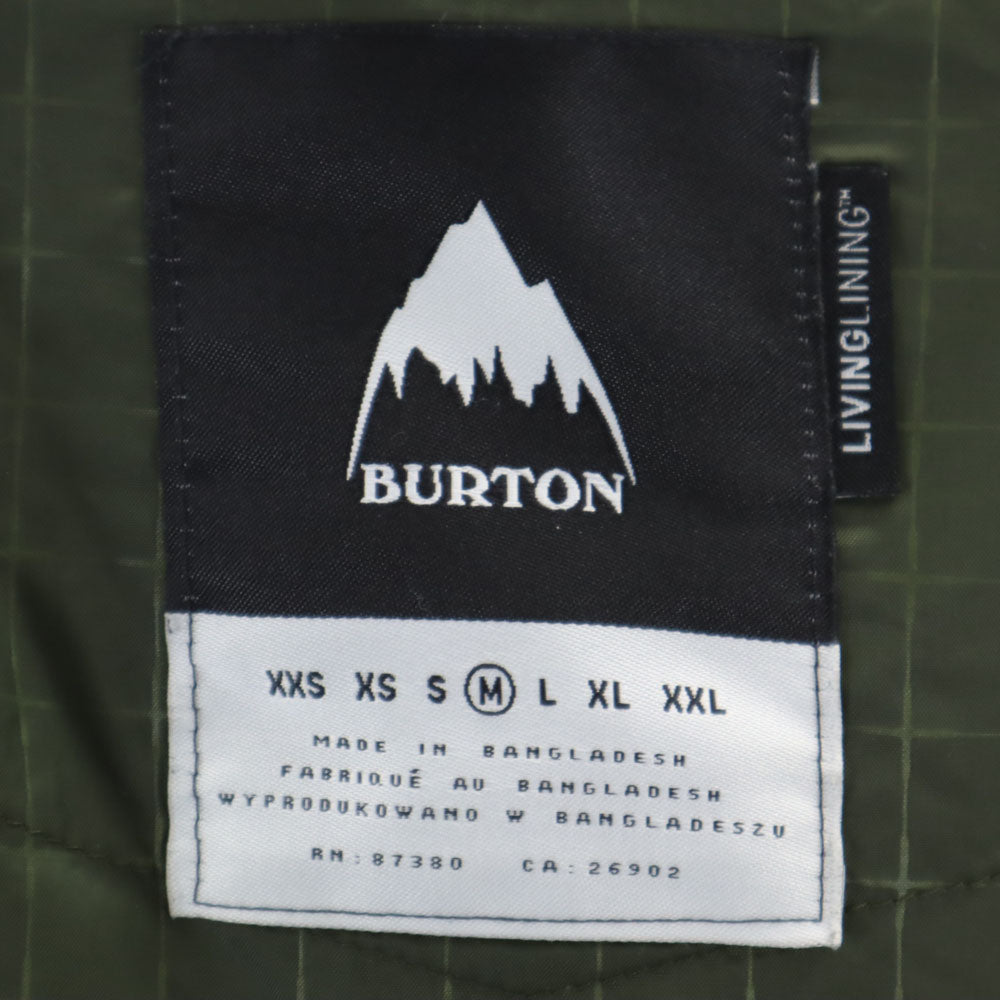 BURTON
LIVINGLINING™
XXS XS S M L XL XXL
MADE IN BANGLADESH
FABRIQUÉ AU BANGLADESH
WYPRODUKOWANO W BANGLADESZU
RN: 87380 CA: 26902